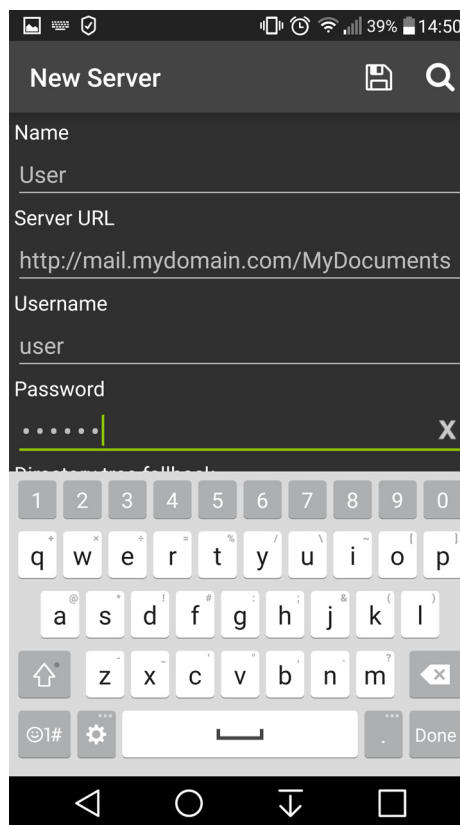 39% 14:50
New Server
Name
User
Server URL
http://mail.mydomain.com/MyDocuments
Username
user
Password
••••••
X
1 2 3 4 5 6 7 8 9 0
q w e r t y u i o p
a s d f g h j k l
z x c v b n m
1# . Done